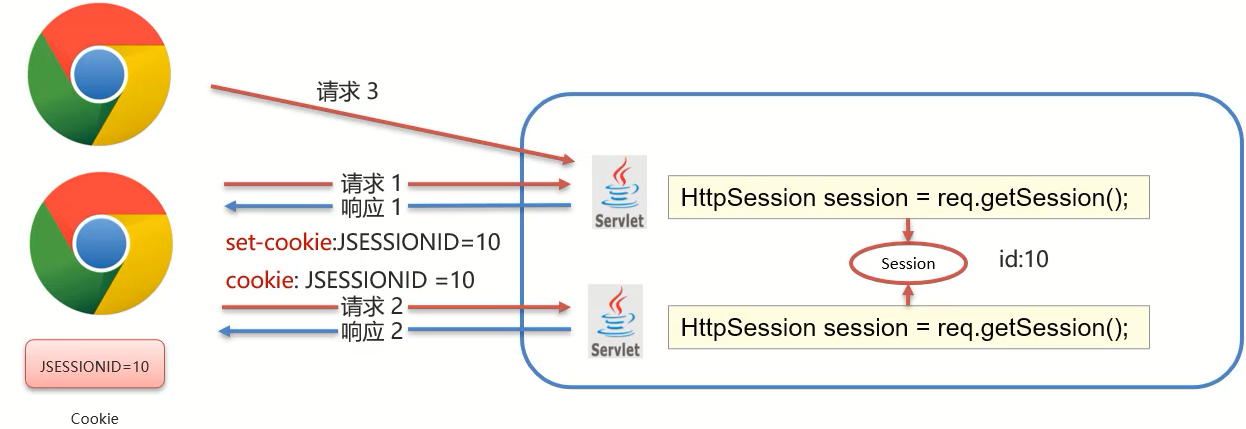 请求 3
请求 1
响应 1
Servlet
HttpSession session = req.getSession();
set-cookie:JSESSIONID=10
Session
id:10
cookie: JSESSIONID =10
请求 2
响应 2
Servlet
HttpSession session = req.getSession();
JSESSIONID=10
Cookie